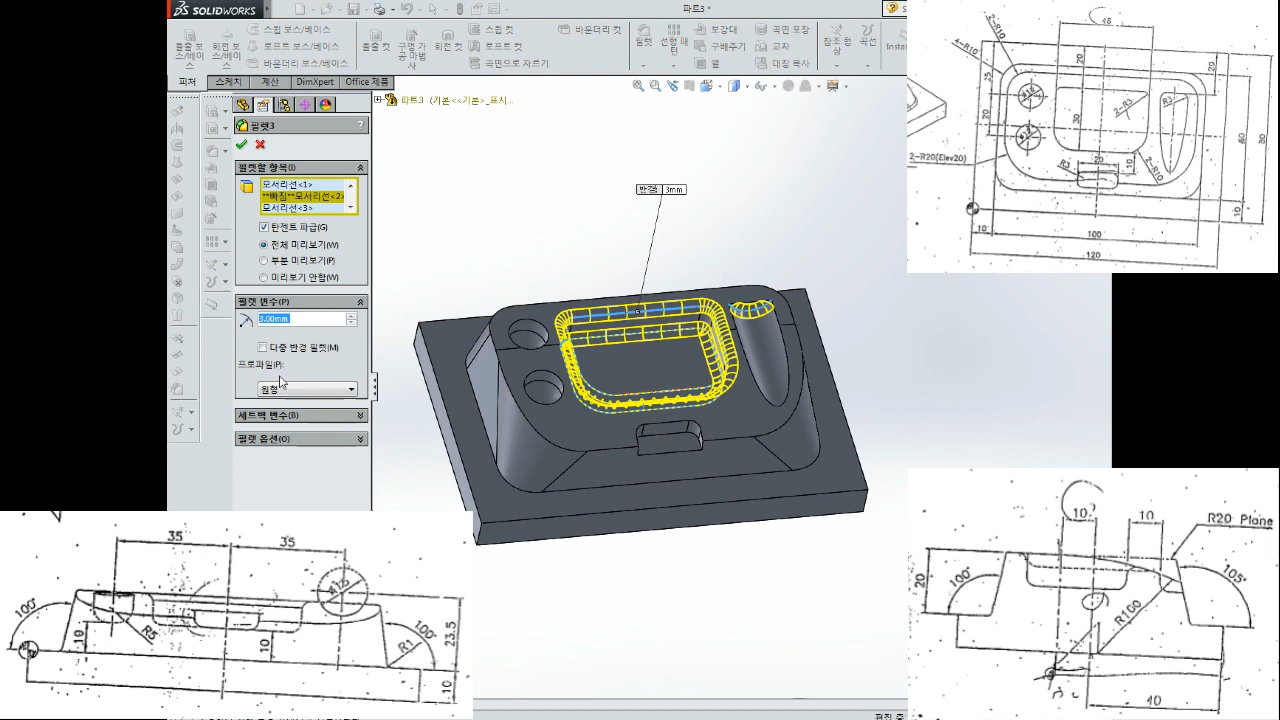 SOLIDWORKS
파트3 *
스윕 보스/베이스
로프트 보스/베이스
바운더리 보스/베이스
돌출 보스/베이스
회전 보스/베이스
돌출 컷
구멍 가공
회전 컷
스윕 컷
로프트 컷
곡면으로 자르기
바운더리 컷
필렛
선형 패턴
보강대
구배주기
쉘
곡면 포장
교차
대칭 복사
참조 형상
곡선
Instan
피처
스케치
계산
DimXpert
Office 제품
파트3 (기본<<기본>_표시...
필렛3
필렛할 항목(I)
모서리선<1>
**빠짐**모서리선<2>
모서리선<3>
탄젠트 파급(G)
전체 미리보기(W)
부분 미리보기(P)
미리보기 안함(W)
필렛 변수(P)
3.00mm
다중 반경 필렛(M)
프로파일(P):
원형
세트백 변수(B)
필렛 옵션(O)
반경: 3mm
45
2-R10
4-R10
35
20
20
20
30
2-R5
R3
2-R20(Elev20)
R3
20
10
2-R10
60
80
10
10
100
120
35
35
100°
R5
10
10
100°
R1
23.5
10
10
10
R20 Plane
20
100°
105°
R100
40